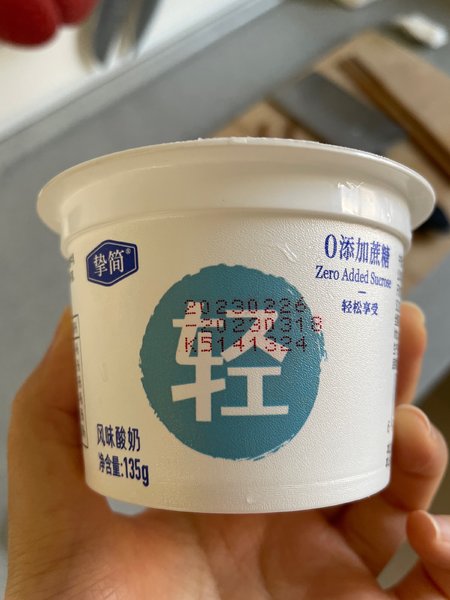 挚简®
0添加蔗糖
Zero Added Sucrose
轻松享受
20230226
-20230318
K5141324
轻
风味酸奶
净含量:135g